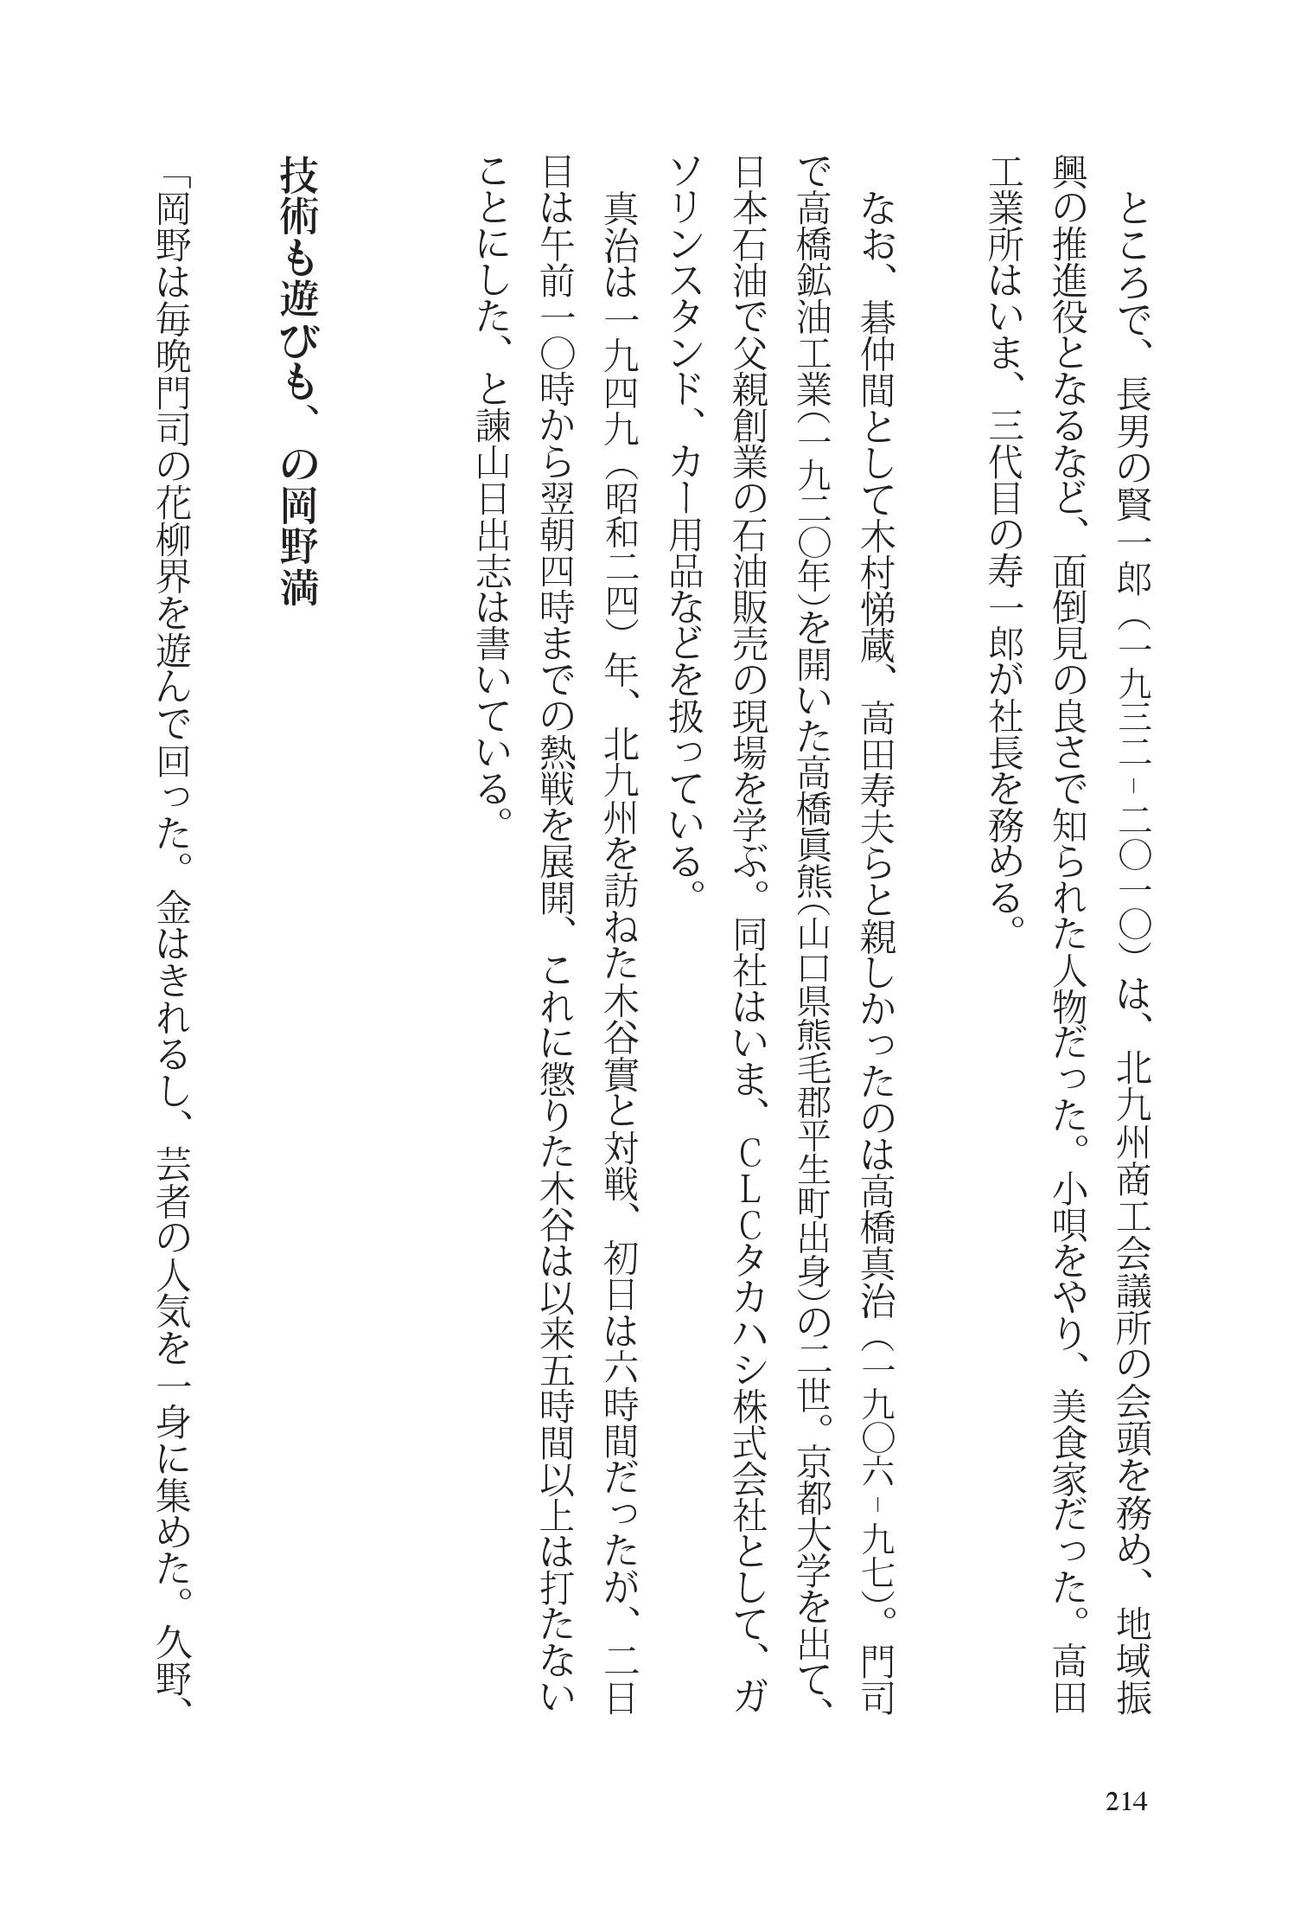 ところで、長男の賢一郎（一九三二－二〇一〇）は、北九州商工会議所の会頭を務め、地域振
興の推進役となるなど、面倒見の良さで知られた人物だった。小唄をやり、美食家だった。高田
工業所はいま、三代目の寿一郎が社長を務める。
　なお、碁仲間として木村悌蔵、高田寿夫らと親しかったのは高橋真治（一九〇六－九七）。門司
で高橋鉱油工業（一九二〇年）を開いた高橋眞熊（山口県熊毛郡平生町出身）の二世。京都大学を出て、
日本石油で父親創業の石油販売の現場を学ぶ。同社はいま、ＣＬＣタカハシ株式会社として、ガ
ソリンスタンド、カー用品などを扱っている。
　真治は一九四九（昭和二四）年、北九州を訪ねた木谷實と対戦、初日は六時間だったが、二日
目は午前一〇時から翌朝四時までの熱戦を展開、これに懲りた木谷は以来五時間以上は打たない
ことにした、と諫山日出志は書いている。
技術も遊びも、の岡野満
「岡野は毎晩門司の花柳界を遊んで回った。金はきれるし、芸者の人気を一身に集めた。久野、
214